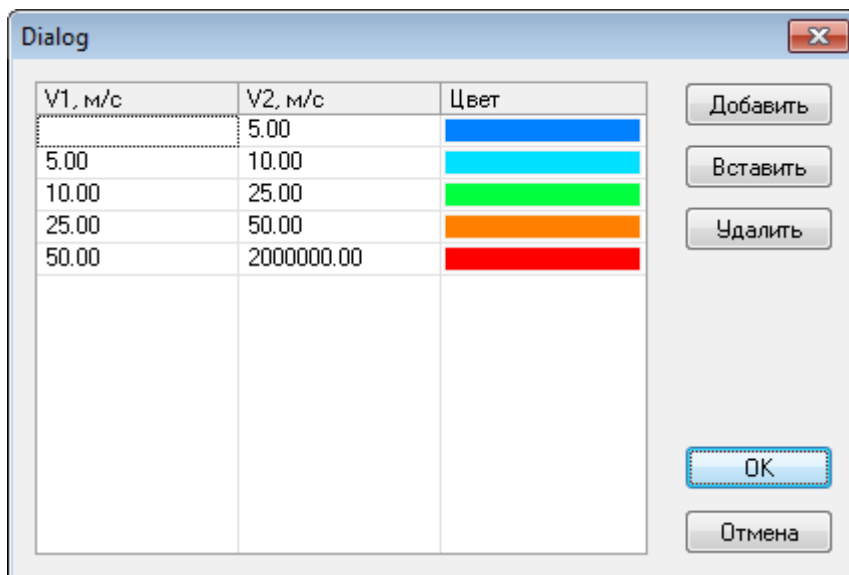 Dialog
V1, м/с V2, м/с Цвет
5.00
5.00 10.00
10.00 25.00
25.00 50.00
50.00 2000000.00
Добавить
Вставить
Удалить
OK
Отмена